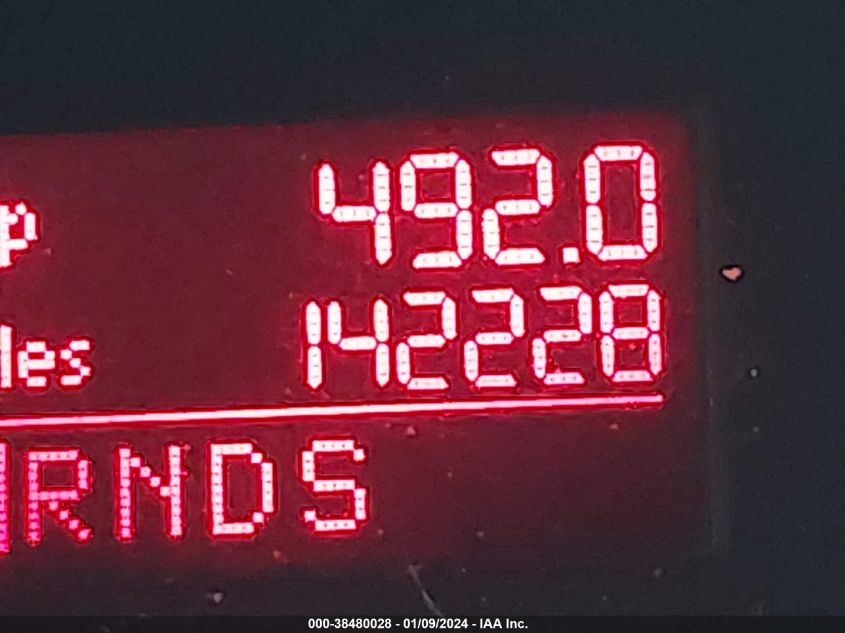 p 492.0
les 142228
RNDS
000-38480028 - 01/09/2024 - IAA Inc.